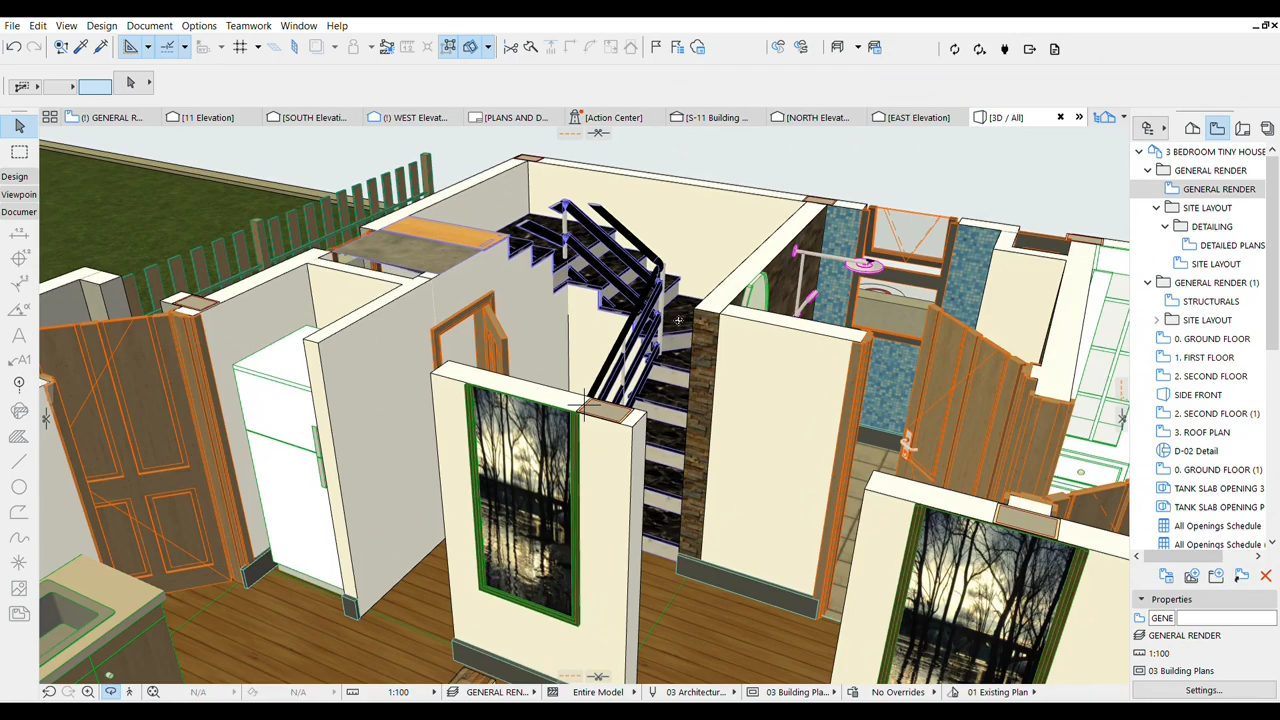 File Edit View Design Document Options Teamwork Window Help
(!) GENERAL R... [11 Elevation] [SOUTH Elevati... (!) WEST Elevat... [PLANS AND D... [Action Center] [S-11 Building ... [NORTH Elevat... [EAST Elevation] [3D / All]
Design
Viewpoin
Documer
3 BEDROOM TINY HOUSE
GENERAL RENDER
GENERAL RENDER
SITE LAYOUT
DETAILING
DETAILED PLANS
SITE LAYOUT
GENERAL RENDER (1)
STRUCTURALS
SITE LAYOUT
0. GROUND FLOOR
1. FIRST FLOOR
2. SECOND FLOOR
SIDE FRONT
2. SECOND FLOOR (1)
3. ROOF PLAN
D-02 Detail
0. GROUND FLOOR (1)
TANK SLAB OPENING 3
TANK SLAB OPENING P
All Openings Schedule
All Openings Schedule (
Properties
GENE
GENERAL RENDER
1:100
03 Building Plans
Settings...
N/A N/A 1:100 GENERAL REN... Entire Model 03 Architectur... 03 Building Pla... No Overrides 01 Existing Plan